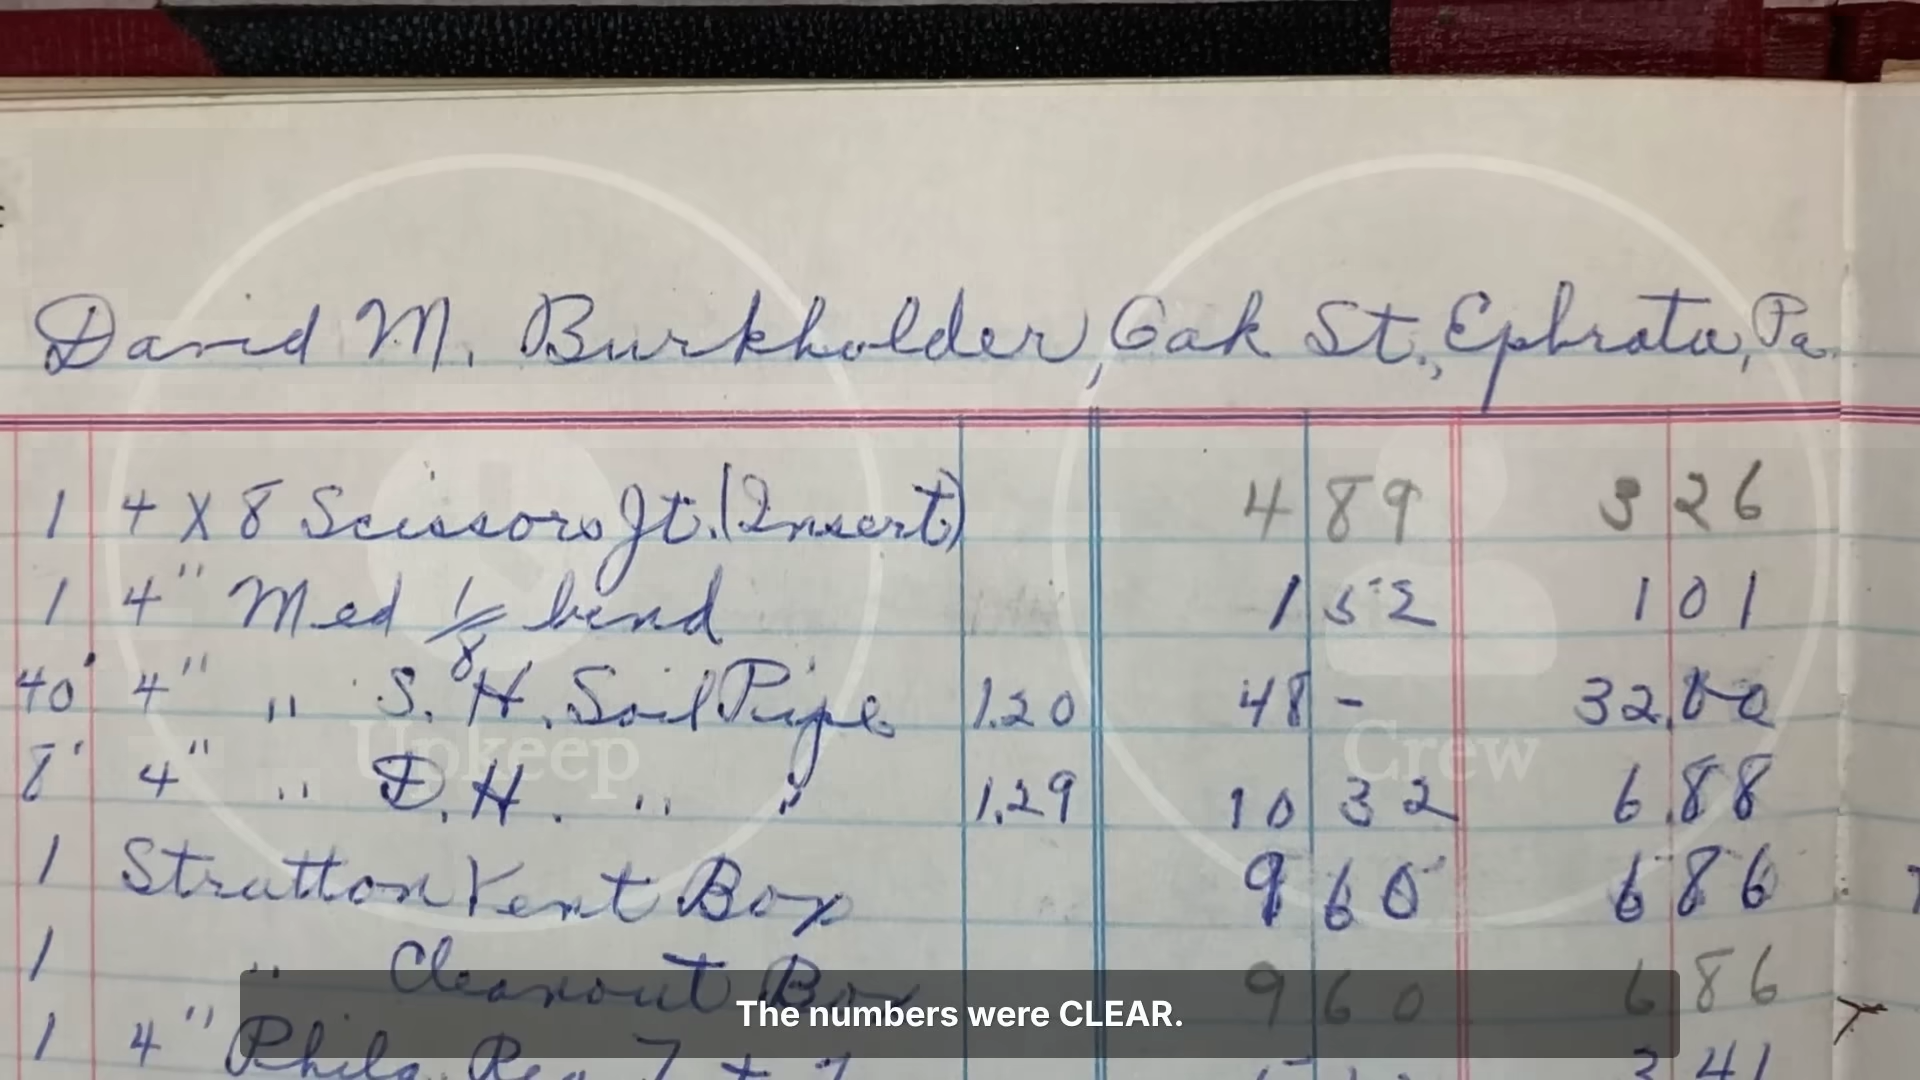 David M. Burkholder, Oak St., Ephrata, Pa.
1 4 X 8 Scissors Jt. (Insert) 4 89 3 26
1 4" Med 1/8 bend 1 52 1 01
40' 4" " S. H. Soil Pipe 1.20 48 - 32.00
8' 4" " D. H. " " 1.29 10 32 6.88
1 Stratton Vent Box 9 60 6 86
1 " Cleanout Box 9 60 6 86
1 4" Phila. Reg 3 41
Upkeep Crew
The numbers were CLEAR.